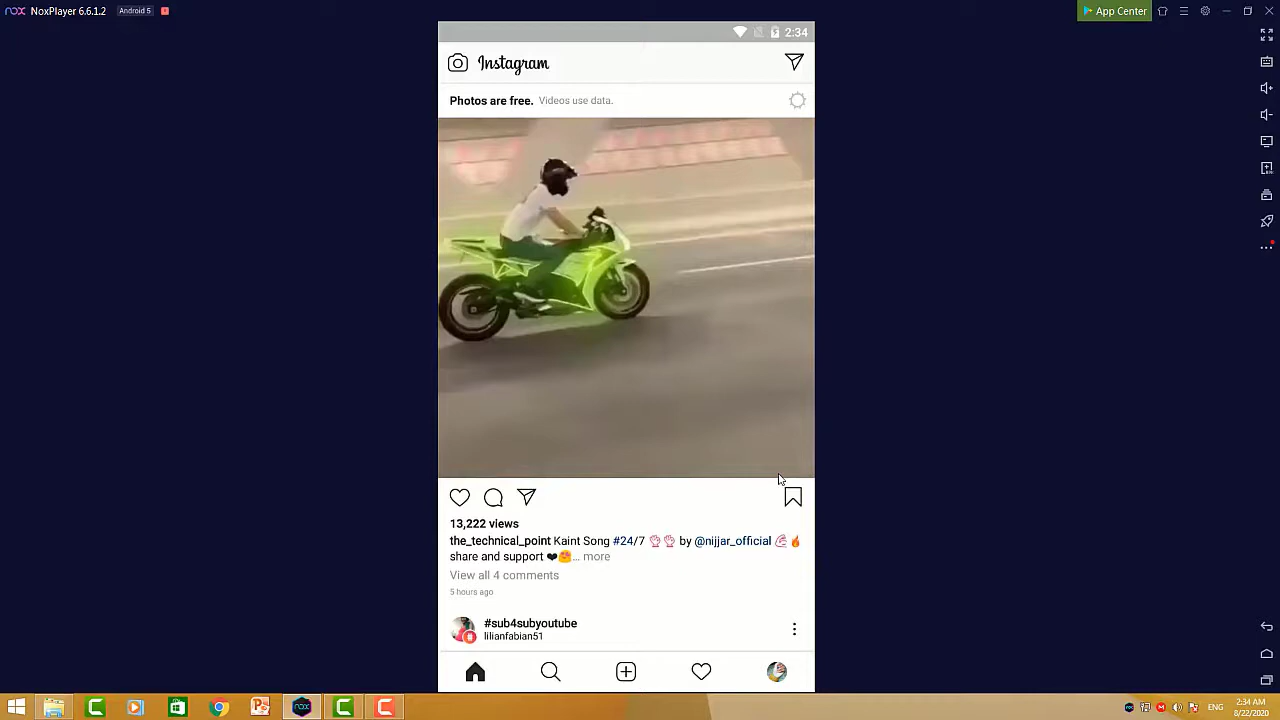 NoxPlayer 6.6.1.2 Android 5
App Center
2:34
Instagram
Photos are free. Videos use data.
13,222 views
the_technical_point Kaint Song #24/7 👌👌 by @nijjar_official 💪🔥
share and support ❤😍... more
View all 4 comments
5 hours ago
#sub4subyoutube
lilianfabian51
ENG
2:34 AM
8/22/2020